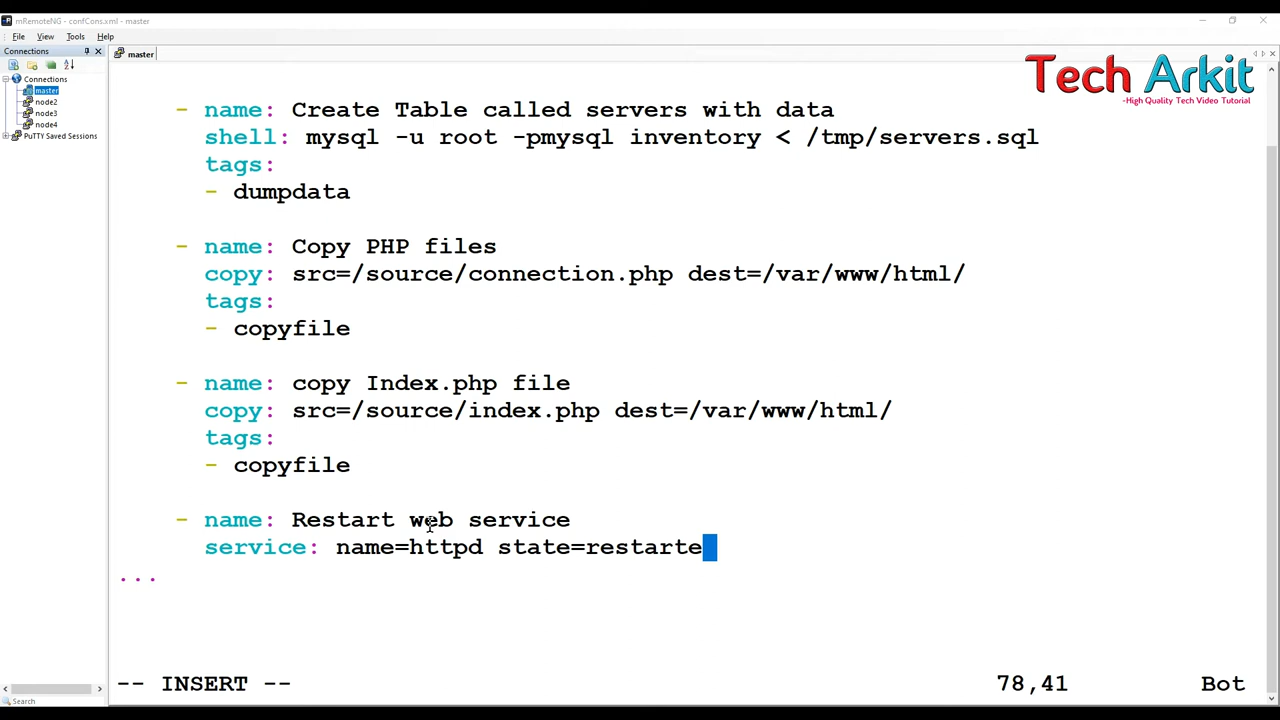 mRemoteNG - confCons.xml - master
File View Tools Help
Connections
master
Connections
master
node2
node3
node4
PuTTY Saved Sessions
Search
Tech Arkit
-High Quality Tech Video Tutorial
- name: Create Table called servers with data
shell: mysql -u root -pmysql inventory < /tmp/servers.sql
tags:
- dumpdata
- name: Copy PHP files
copy: src=/source/connection.php dest=/var/www/html/
tags:
- copyfile
- name: copy Index.php file
copy: src=/source/index.php dest=/var/www/html/
tags:
- copyfile
- name: Restart web service
service: name=httpd state=restarte
...
-- INSERT -- 78,41 Bot